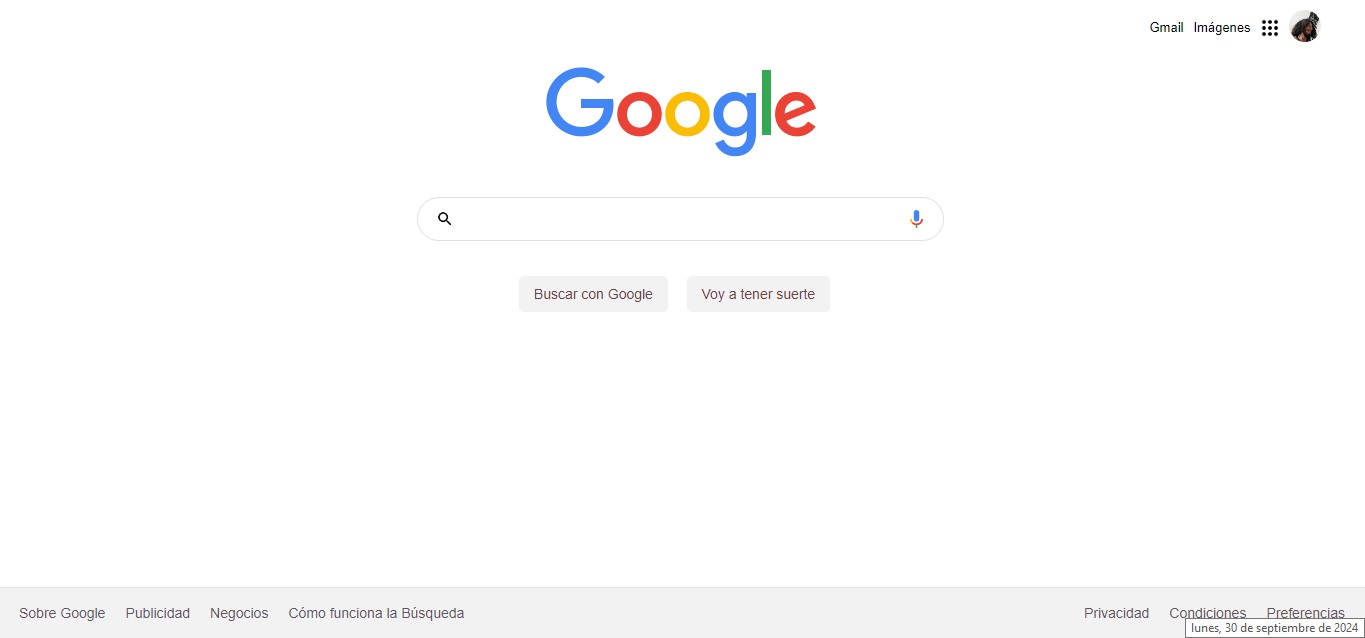 Gmail Imágenes
Google
Buscar con Google Voy a tener suerte
Sobre Google Publicidad Negocios Cómo funciona la Búsqueda Privacidad Condiciones Preferencias
lunes, 30 de septiembre de 2024